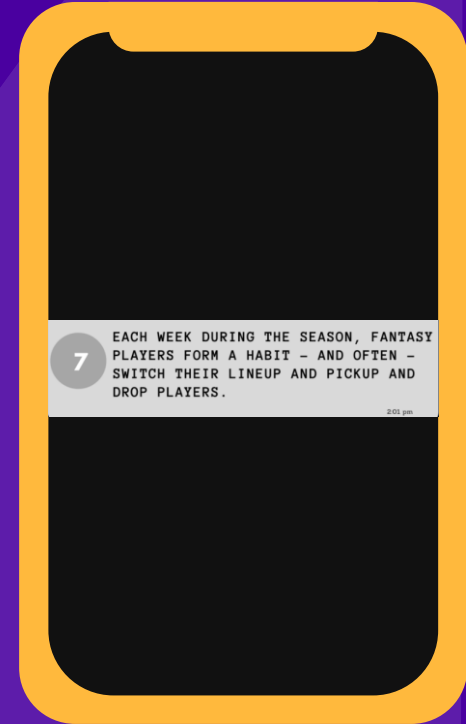 7
EACH WEEK DURING THE SEASON, FANTASY
PLAYERS FORM A HABIT – AND OFTEN –
SWITCH THEIR LINEUP AND PICKUP AND
DROP PLAYERS.
2:01 pm